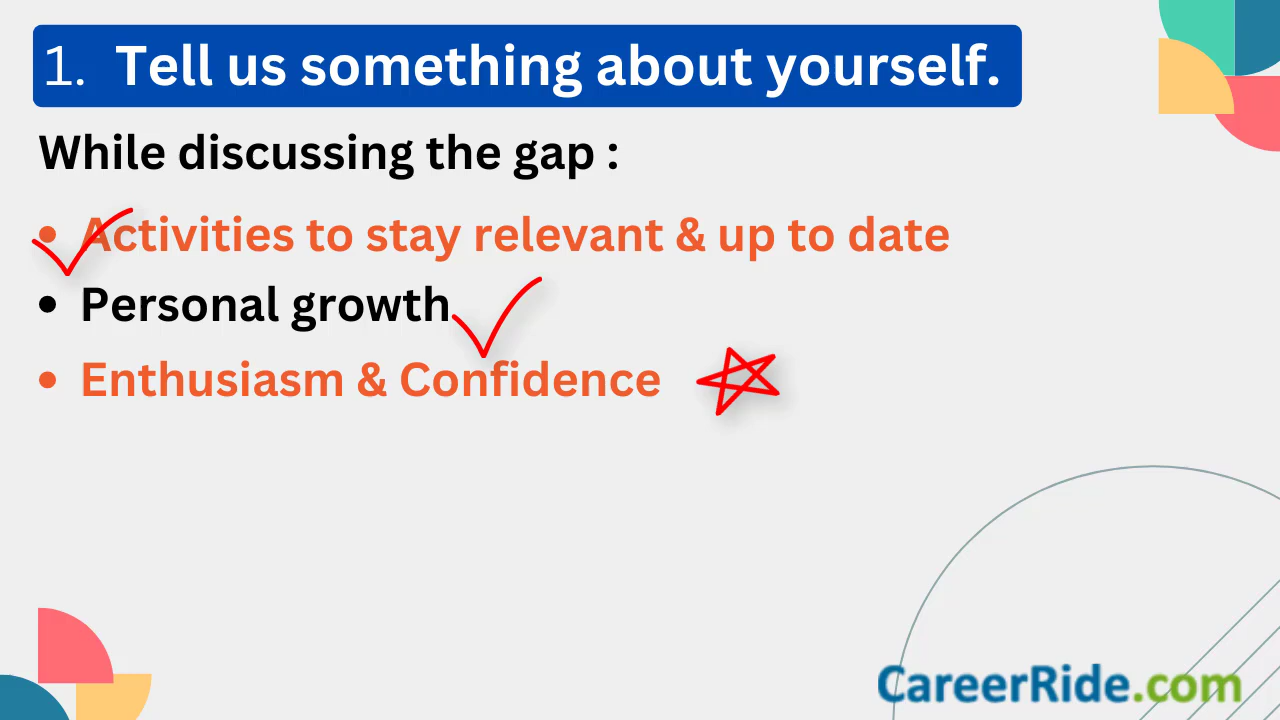 1. Tell us something about yourself.
While discussing the gap :
• Activities to stay relevant & up to date
• Personal growth
• Enthusiasm & Confidence
CareerRide.com